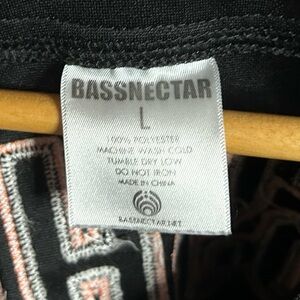 BASSNECTAR
L
100% POLYESTER
MACHINE WASH COLD
TUMBLE DRY LOW
DO NOT IRON
MADE IN CHINA
BASSNECTAR.NET